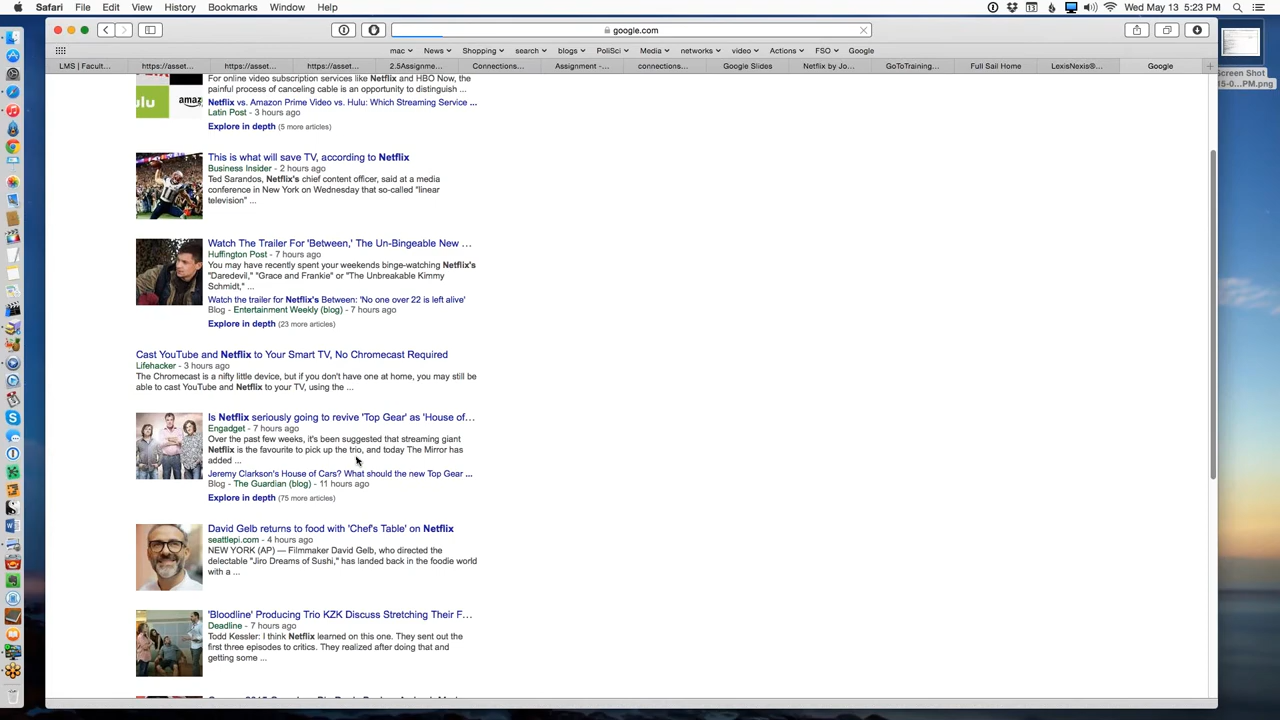 Safari File Edit View History Bookmarks Window Help
Wed May 13 5:23 PM
google.com
mac News Shopping search blogs PoliSci Media networks video Actions FSO Google
LMS | Facult... https://asset... https://asset... https://asset... 2.5Assignme... Connections... Assignment -... connections... Google Slides Netflix by Jo... GoToTraining... Full Sail Home LexisNexis®... Google
Screen Shot
15-0...PM.png
For online video subscription services like Netflix and HBO Now, the
painful process of canceling cable is an opportunity to distinguish ...
ulu amaz
Netflix vs. Amazon Prime Video vs. Hulu: Which Streaming Service ...
Latin Post - 3 hours ago
Explore in depth (5 more articles)
This is what will save TV, according to Netflix
Business Insider - 2 hours ago
Ted Sarandos, Netflix's chief content officer, said at a media
conference in New York on Wednesday that so-called "linear
television" ...
Watch The Trailer For 'Between,' The Un-Bingeable New ...
Huffington Post - 7 hours ago
You may have recently spent your weekends binge-watching Netflix's
"Daredevil," "Grace and Frankie" or "The Unbreakable Kimmy
Schmidt," ...
Watch the trailer for Netflix's Between: 'No one over 22 is left alive'
Blog - Entertainment Weekly (blog) - 7 hours ago
Explore in depth (23 more articles)
Cast YouTube and Netflix to Your Smart TV, No Chromecast Required
Lifehacker - 3 hours ago
The Chromecast is a nifty little device, but if you don't have one at home, you may still be
able to cast YouTube and Netflix to your TV, using the ...
Is Netflix seriously going to revive 'Top Gear' as 'House of...
Engadget - 7 hours ago
Over the past few weeks, it's been suggested that streaming giant
Netflix is the favourite to pick up the trio, and today The Mirror has
added ...
Jeremy Clarkson's House of Cars? What should the new Top Gear ...
Blog - The Guardian (blog) - 11 hours ago
Explore in depth (75 more articles)
David Gelb returns to food with 'Chef's Table' on Netflix
seattlepi.com - 4 hours ago
NEW YORK (AP) — Filmmaker David Gelb, who directed the
delectable "Jiro Dreams of Sushi," has landed back in the foodie world
with a ...
'Bloodline' Producing Trio KZK Discuss Stretching Their F...
Deadline - 7 hours ago
Todd Kessler: I think Netflix learned on this one. They sent out the
first three episodes to critics. They realized after doing that and
getting some ...